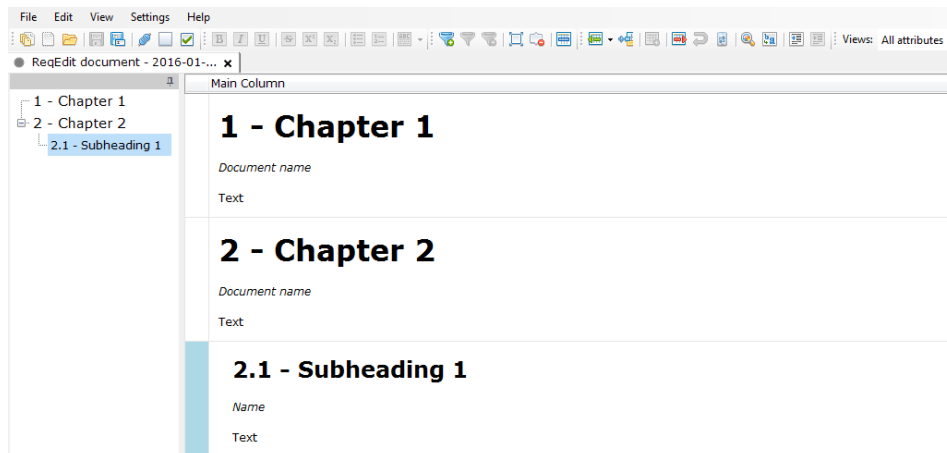 File Edit View Settings Help
B I U S X² X₂ Views: All attributes
ReqEdit document - 2016-01-... x
Main Column
1 - Chapter 1
2 - Chapter 2
2.1 - Subheading 1
1 - Chapter 1
Document name
Text
2 - Chapter 2
Document name
Text
2.1 - Subheading 1
Name
Text